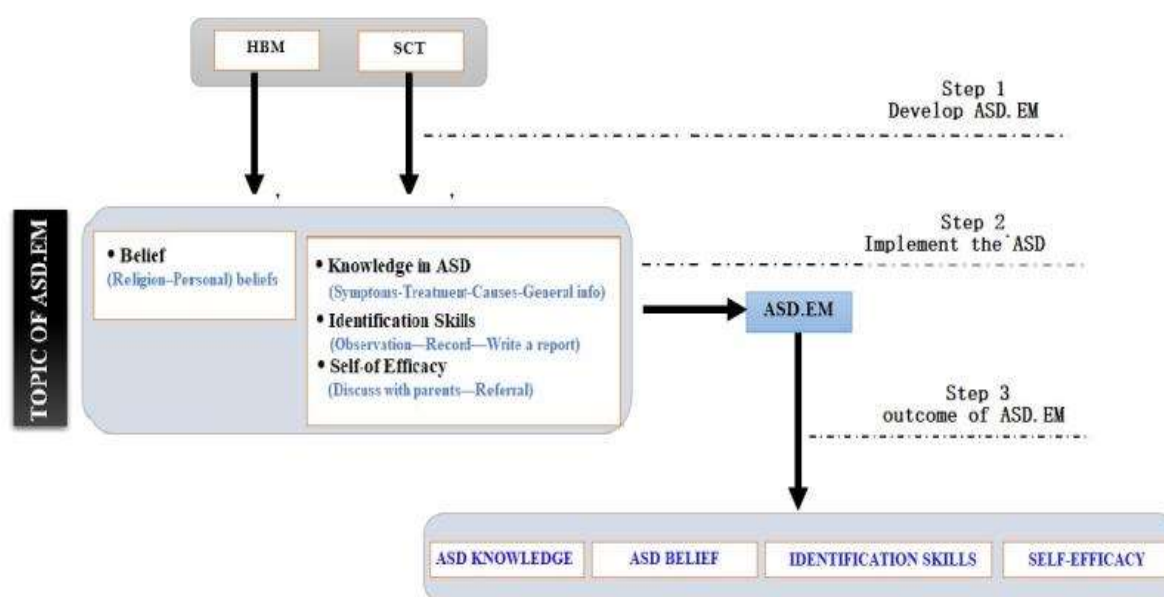 HBM
SCT
Step 1
Develop ASD.EM
TOPIC OF ASD.EM
• Belief
(Religion–Personal) beliefs
• Knowledge in ASD
(Symptoms-Treatment-Causes-General info)
• Identification Skills
(Observation—Record—Write a report)
• Self-of Efficacy
(Discuss with parents—Referral)
Step 2
Implement the ASD
ASD.EM
Step 3
outcome of ASD.EM
ASD KNOWLEDGE
ASD BELIEF
IDENTIFICATION SKILLS
SELF-EFFICACY